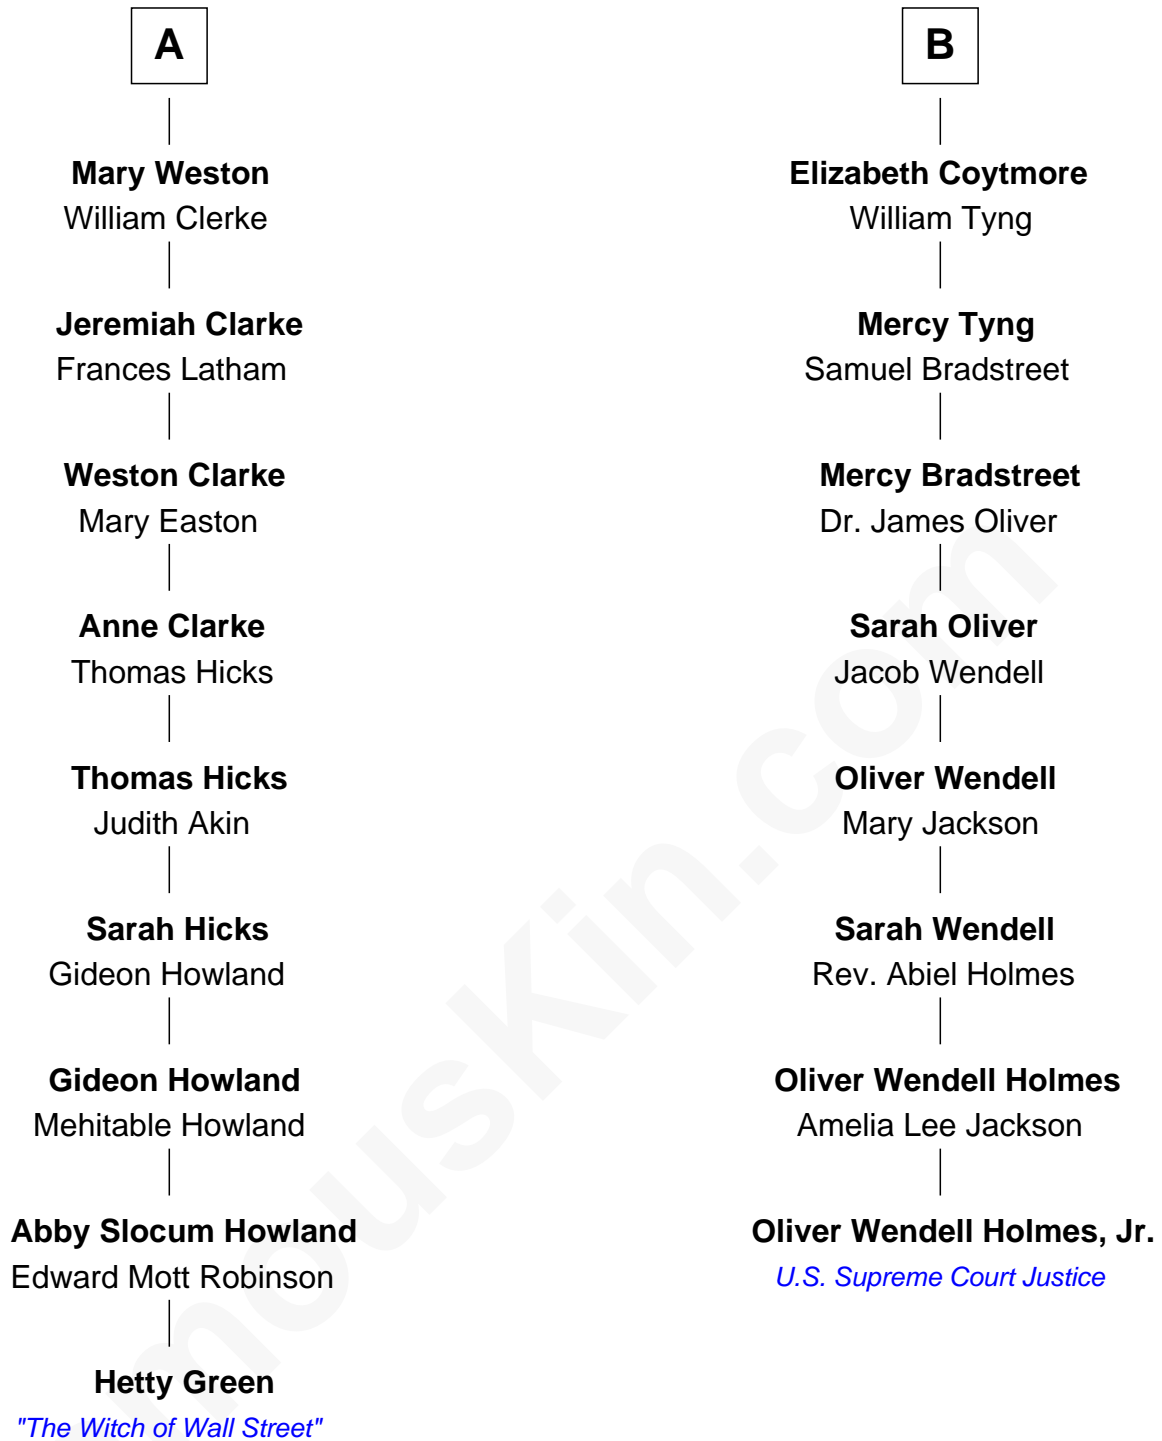 A
Mary Weston
William Clerke
Jeremiah Clarke
Frances Latham
Weston Clarke
Mary Easton
Anne Clarke
Thomas Hicks
Thomas Hicks
Judith Akin
Sarah Hicks
Gideon Howland
Gideon Howland
Mehitable Howland
Abby Slocum Howland
Edward Mott Robinson
Hetty Green
"The Witch of Wall Street"
B
Elizabeth Coytmore
William Tyng
Mercy Tyng
Samuel Bradstreet
Mercy Bradstreet
Dr. James Oliver
Sarah Oliver
Jacob Wendell
Oliver Wendell
Mary Jackson
Sarah Wendell
Rev. Abiel Holmes
Oliver Wendell Holmes
Amelia Lee Jackson
Oliver Wendell Holmes, Jr.
U.S. Supreme Court Justice
mousKin.com